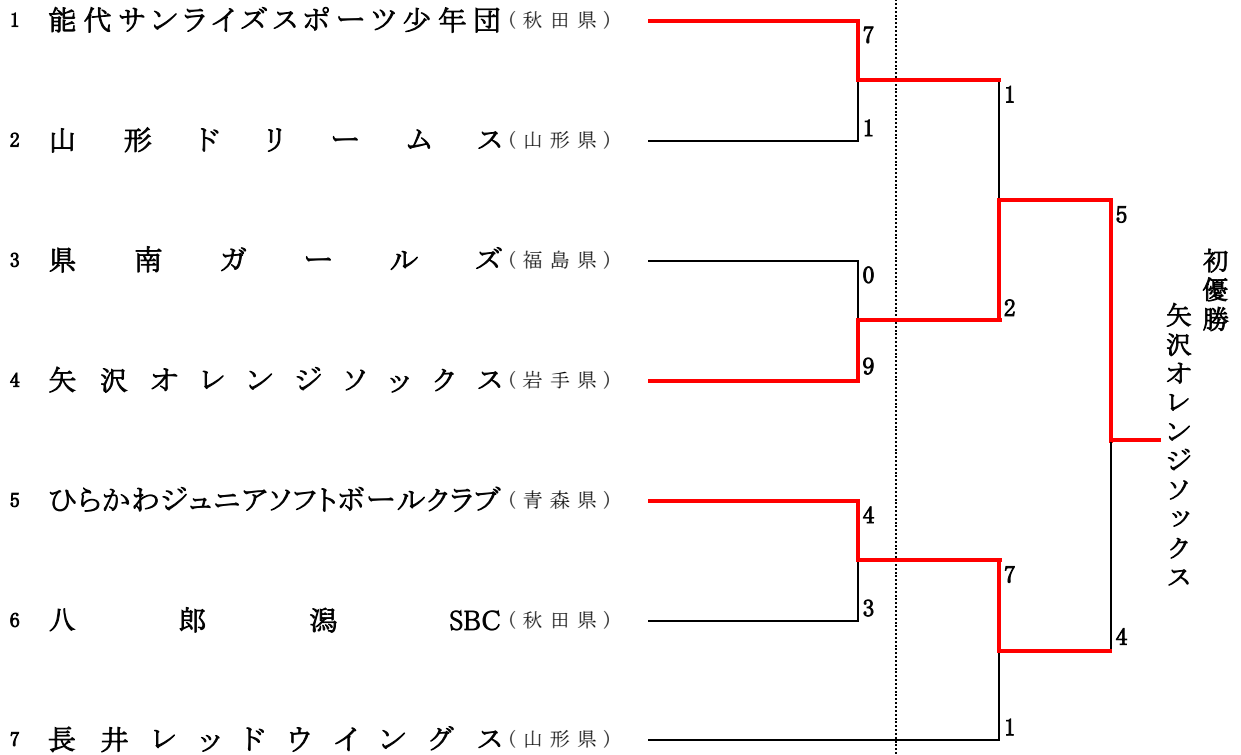 1 能代サンライズスポーツ少年団(秋田県)
7
1
1
2 山形ドリームス(山形県)
5
3 県南ガールズ(福島県)
0
2
9
4 矢沢オレンジソックス(岩手県)
初優勝
矢沢オレンジソックス
5 ひらかわジュニアソフトボールクラブ(青森県)
4
7
3
6 八郎潟SBC(秋田県)
4
1
7 長井レッドウイングス(山形県)